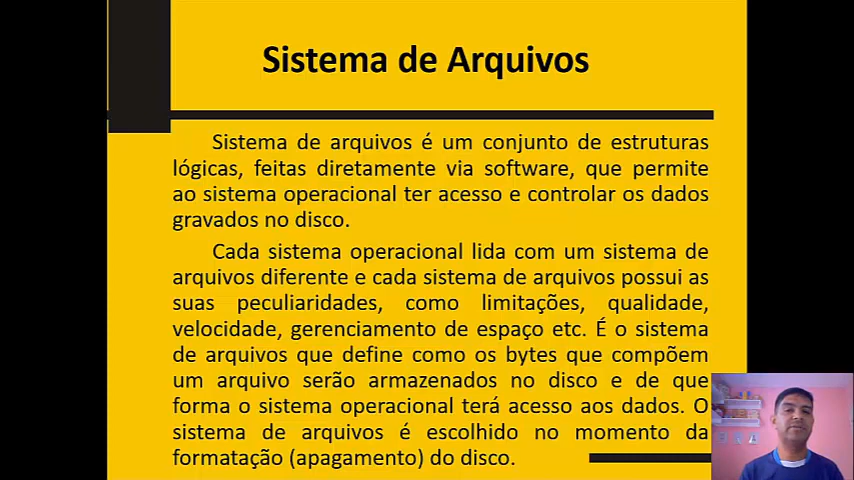 Sistema de Arquivos
Sistema de arquivos é um conjunto de estruturas
lógicas, feitas diretamente via software, que permite
ao sistema operacional ter acesso e controlar os dados
gravados no disco.
Cada sistema operacional lida com um sistema de
arquivos diferente e cada sistema de arquivos possui as
suas peculiaridades, como limitações, qualidade,
velocidade, gerenciamento de espaço etc. É o sistema
de arquivos que define como os bytes que compõem
um arquivo serão armazenados no disco e de que
forma o sistema operacional terá acesso aos dados. O
sistema de arquivos é escolhido no momento da
formatação (apagamento) do disco.